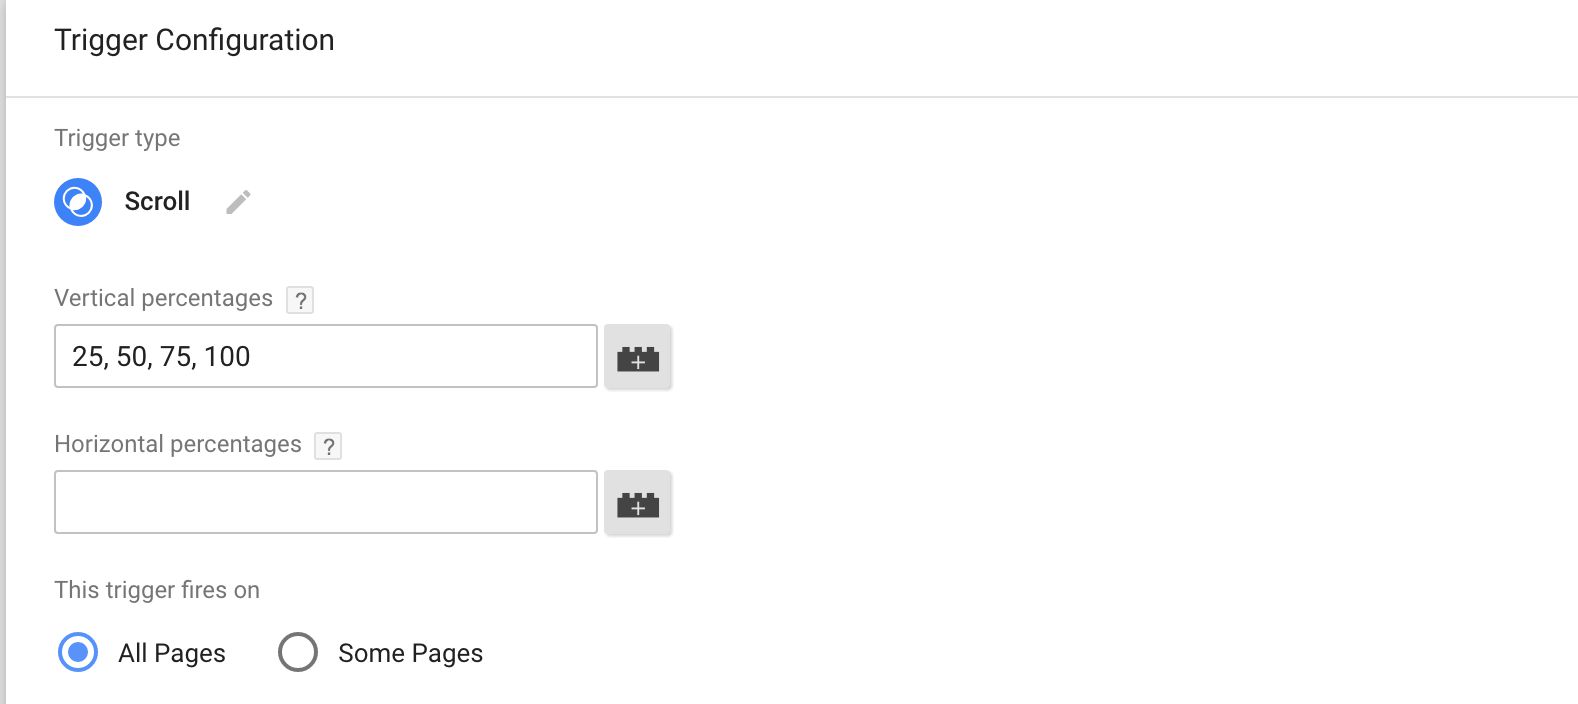 Trigger Configuration
Trigger type
Scroll
Vertical percentages ?
25, 50, 75, 100
Horizontal percentages ?
This trigger fires on
All Pages Some Pages